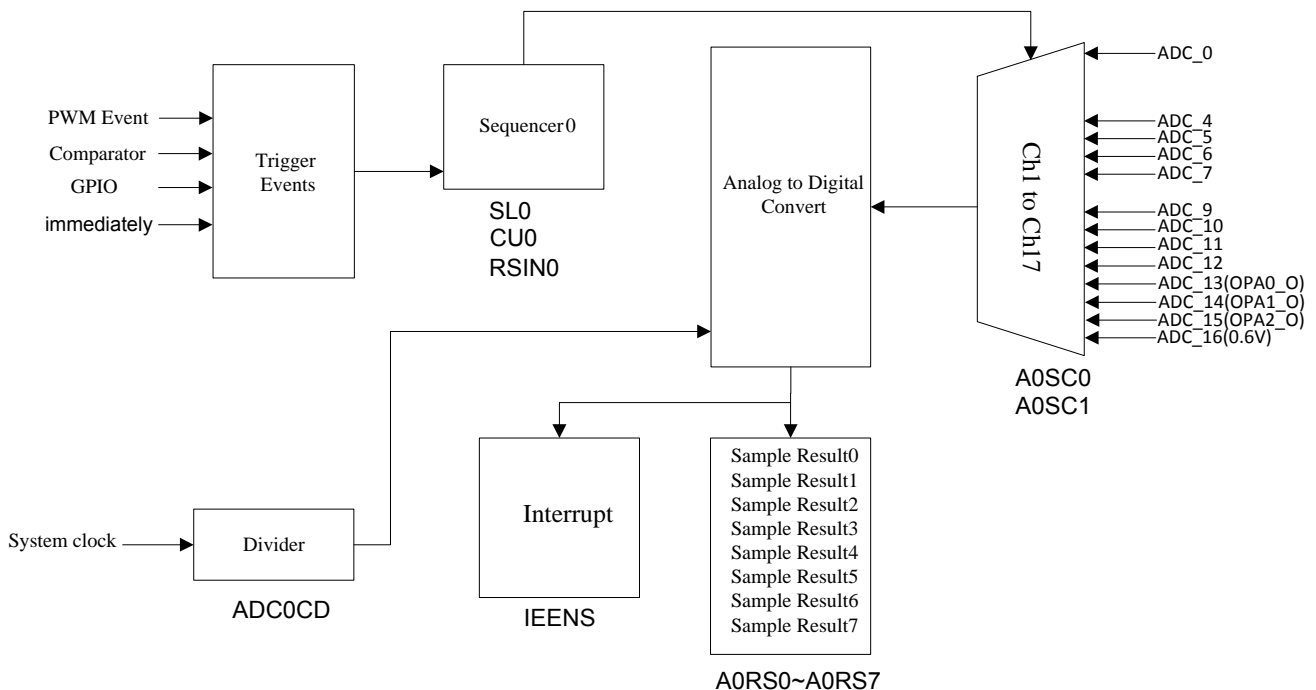 PWM Event
Comparator
GPIO
immediately
Trigger
Events
Sequencer0
SL0
CU0
RSIN0
Analog to Digital
Convert
Ch1 to Ch17
ADC_0
ADC_4
ADC_5
ADC_6
ADC_7
ADC_9
ADC_10
ADC_11
ADC_12
ADC_13(OPA0_O)
ADC_14(OPA1_O)
ADC_15(OPA2_O)
ADC_16(0.6V)
A0SC0
A0SC1
System clock
Divider
ADC0CD
Interrupt
IEENS
Sample Result0
Sample Result1
Sample Result2
Sample Result3
Sample Result4
Sample Result5
Sample Result6
Sample Result7
A0RS0~A0RS7